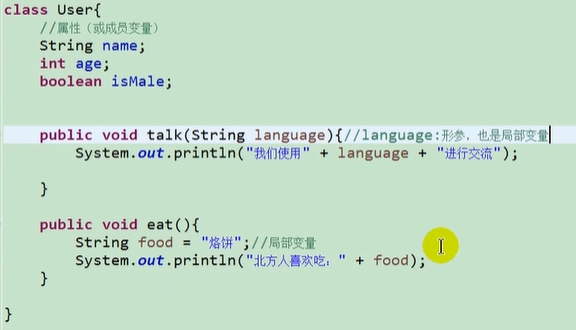 class User{
//属性（或成员变量）
String name;
int age;
boolean isMale;
public void talk(String language){//language:形参，也是局部变量
System.out.println("我们使用" + language + "进行交流");
}
public void eat(){
String food = "烙饼";//局部变量
System.out.println("北方人喜欢吃：" + food);
}
}